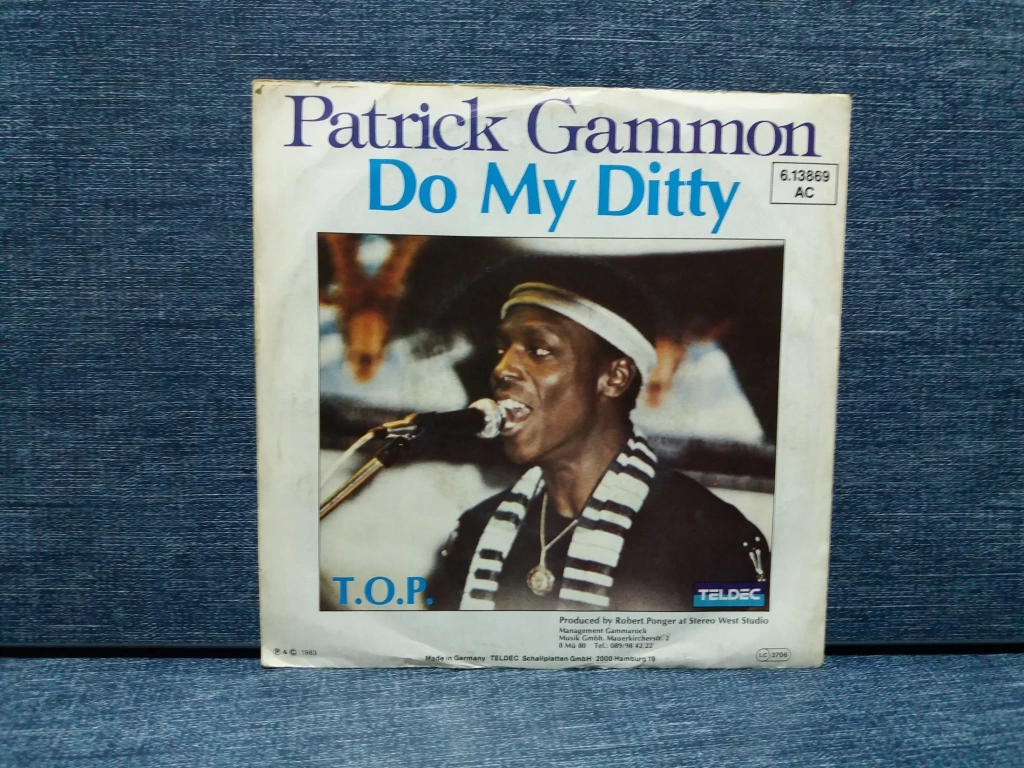 Patrick Gammon
Do My Ditty
6.13869
AC
T.O.P.
TELDEC
Produced by Robert Ponger at Stereo West Studio
Management Gammarock
Musik Gmbh. Mauerkircherstr. 2
8 Mü 80 Tel.: 089/98 42 22
℗ & © 1983
Made in Germany · TELDEC Schallplatten GmbH · 2000 Hamburg 19
LC 3706